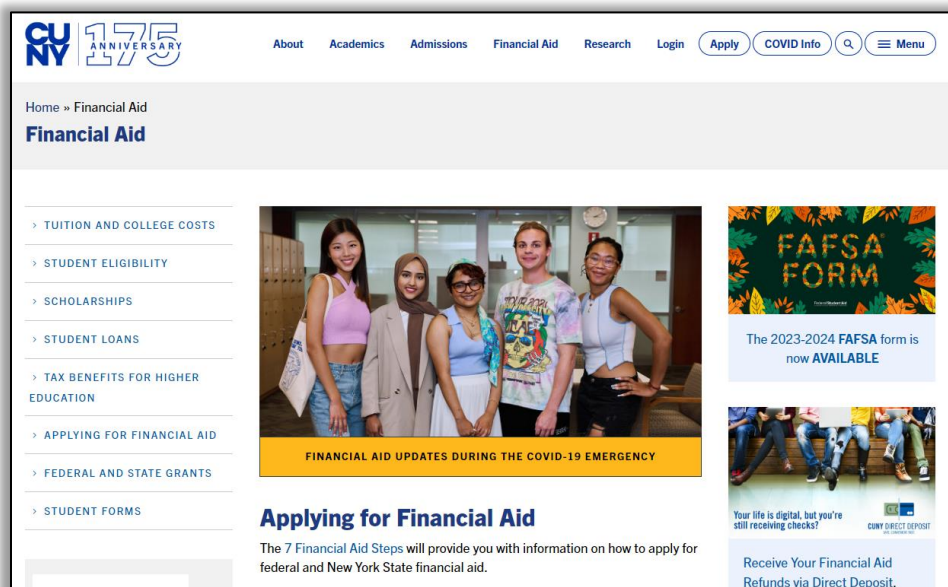 CU
NY
175
ANNIVERSARY
About Academics Admissions Financial Aid Research Login Apply COVID Info Menu
Home » Financial Aid
Financial Aid
> TUITION AND COLLEGE COSTS
> STUDENT ELIGIBILITY
> SCHOLARSHIPS
> STUDENT LOANS
> TAX BENEFITS FOR HIGHER
EDUCATION
> APPLYING FOR FINANCIAL AID
> FEDERAL AND STATE GRANTS
> STUDENT FORMS
FINANCIAL AID UPDATES DURING THE COVID-19 EMERGENCY
Applying for Financial Aid
The 7 Financial Aid Steps will provide you with information on how to apply for
federal and New York State financial aid.
FAFSA®
FORM
The 2023-2024 FAFSA form is
now AVAILABLE
Your life is digital, but you're
still receiving checks?
CUNY DIRECT DEPOSIT
Receive Your Financial Aid
Refunds via Direct Deposit.